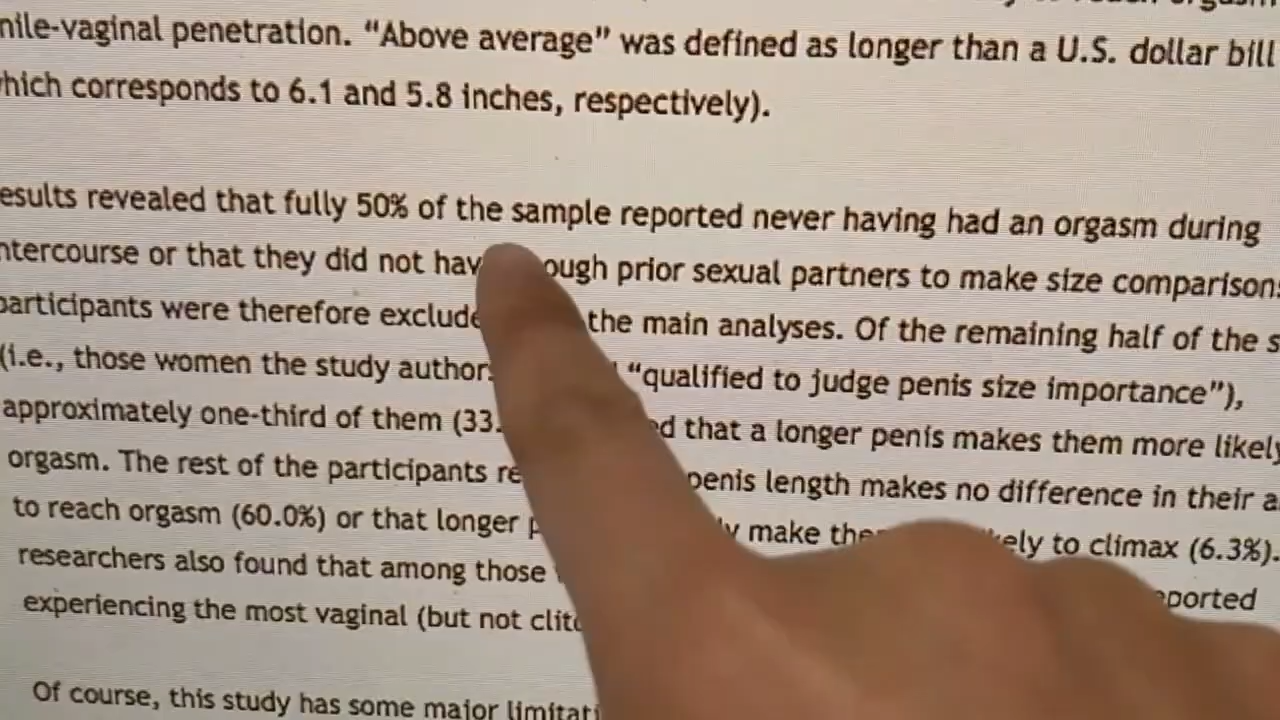 nile-vaginal penetration. “Above average” was defined as longer than a U.S. dollar bill
hich corresponds to 6.1 and 5.8 inches, respectively).
esults revealed that fully 50% of the sample reported never having had an orgasm during
ntercourse or that they did not hav ough prior sexual partners to make size comparison
participants were therefore exclude the main analyses. Of the remaining half of the s
(i.e., those women the study author “qualified to judge penis size importance”),
approximately one-third of them (33. ed that a longer penis makes them more likely
orgasm. The rest of the participants re penis length makes no difference in their a
to reach orgasm (60.0%) or that longer p y make the ely to climax (6.3%).
researchers also found that among those ported
experiencing the most vaginal (but not clito
Of course, this study has some major limitati